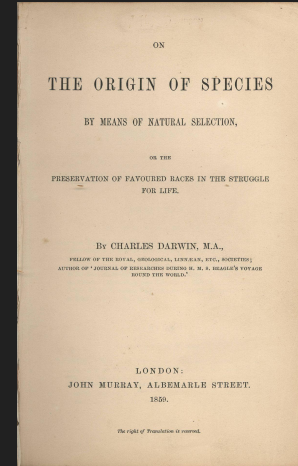 ON
THE ORIGIN OF SPECIES
BY MEANS OF NATURAL SELECTION,
OR THE
PRESERVATION OF FAVOURED RACES IN THE STRUGGLE
FOR LIFE.
By CHARLES DARWIN, M.A.,
FELLOW OF THE ROYAL, GEOLOGICAL, LINNÆAN, ETC., SOCIETIES;
AUTHOR OF 'JOURNAL OF RESEARCHES DURING H. M. S. BEAGLE'S VOYAGE
ROUND THE WORLD.'
LONDON:
JOHN MURRAY, ALBEMARLE STREET.
1859.
The right of Translation is reserved.